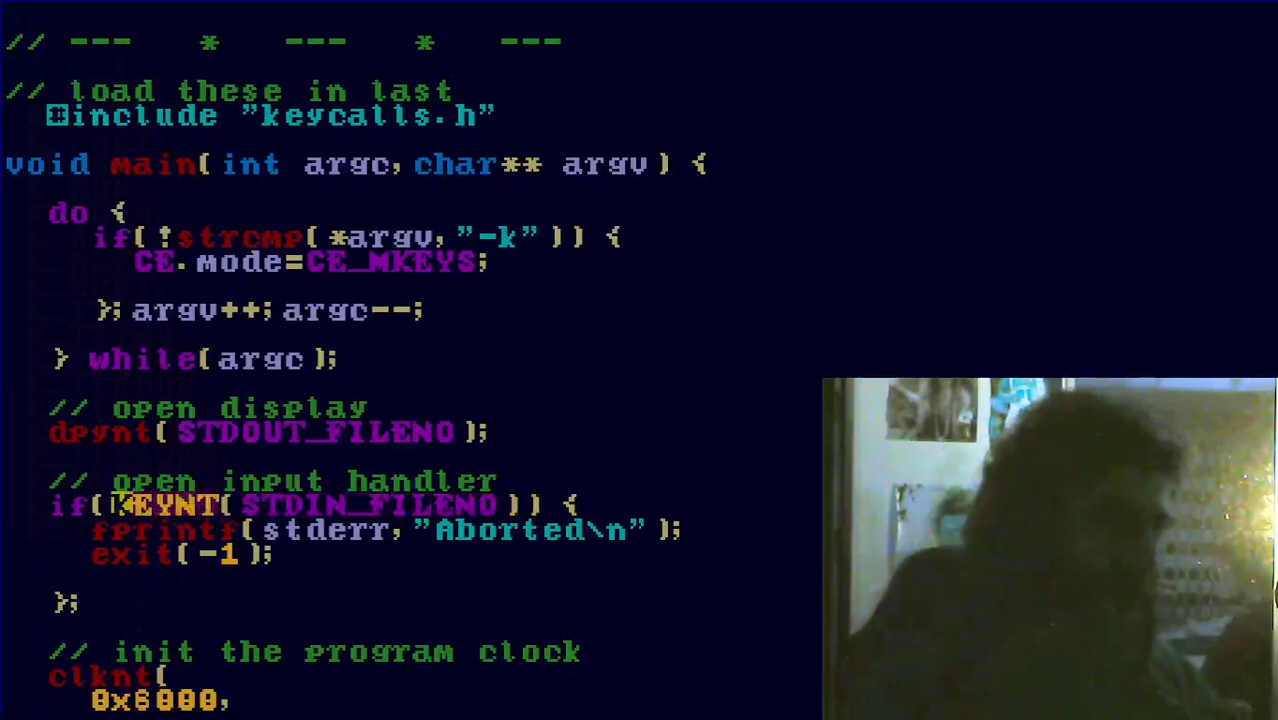 // --- * --- * ---
// load these in last
#include "keycalls.h"
void main(int argc,char** argv) {
do {
if(!strcmp(*argv,"-k")) {
CE.mode=CE_MKEYS;
};argv++;argc--;
} while(argc);
// open display
dpynt(STDOUT_FILENO);
// open input handler
if(KEYNT(STDIN_FILENO)) {
fprintf(stderr,"Aborted\n");
exit(-1);
};
// init the program clock
clknt(
0x6000,